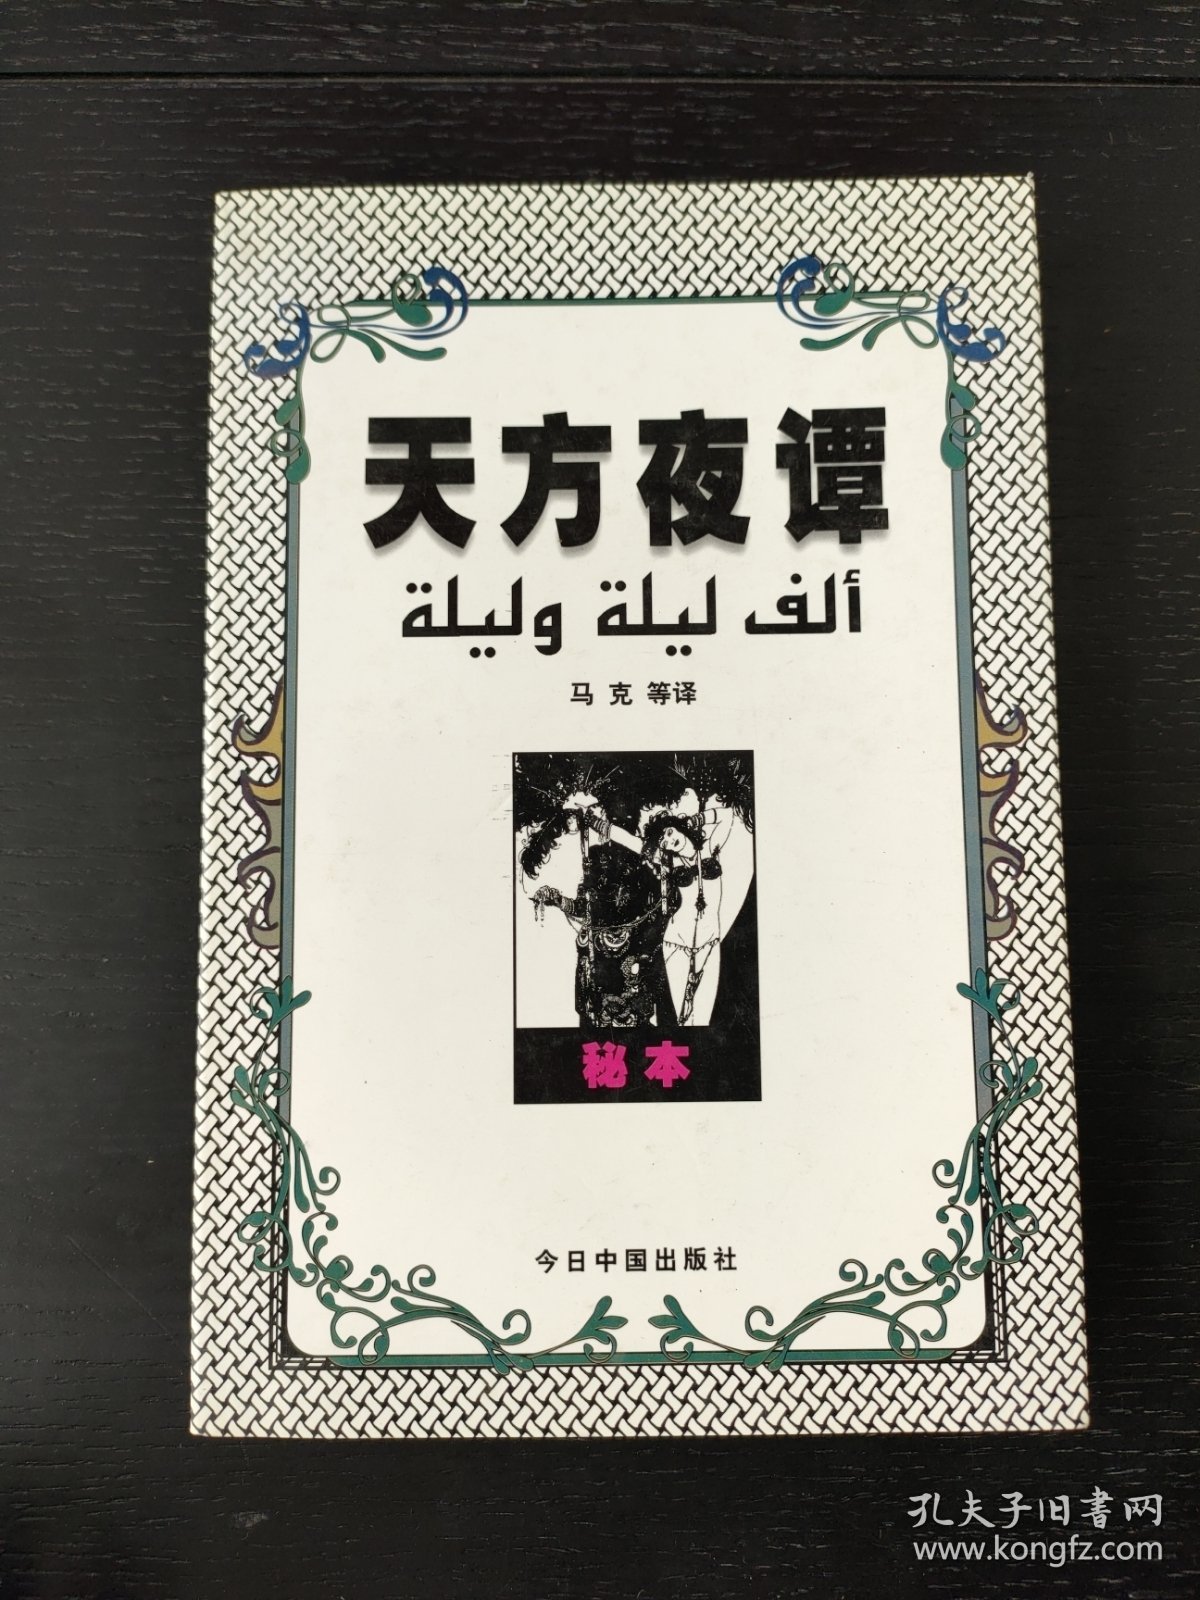 天方夜谭
ألف ليلة وليلة
马克 等译
秘本
今日中国出版社
孔夫子旧书网
www.kongfz.com